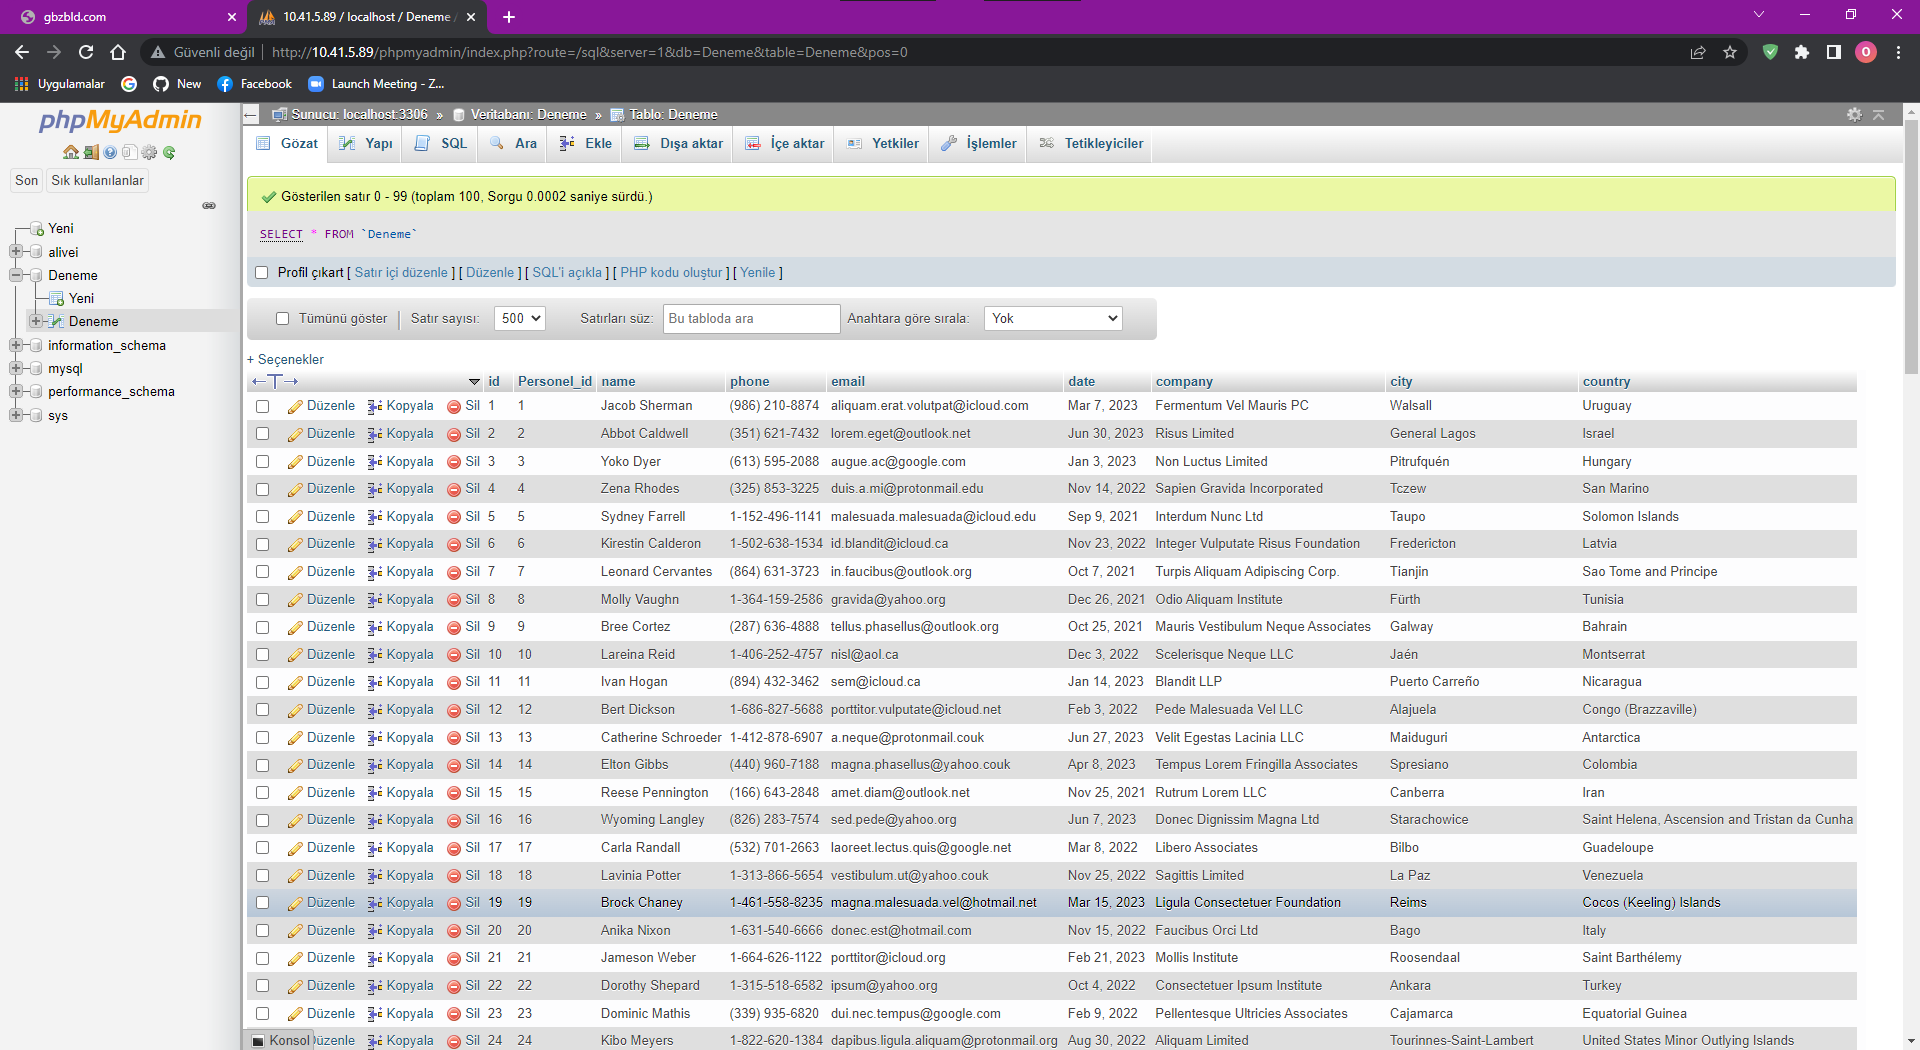 gbzbld.com
10.41.5.89 / localhost / Deneme /
Güvenli değil http://10.41.5.89/phpmyadmin/index.php?route=/sql&server=1&db=Deneme&table=Deneme&pos=0
O
Uygulamalar New Facebook Launch Meeting - Z...
phpMyAdmin
Son Sık kullanılanlar
Yeni
alivei
Deneme
Yeni
Deneme
information_schema
mysql
performance_schema
sys
Sunucu: localhost:3306 » Veritabanı: Deneme » Tablo: Deneme
Gözat Yapı SQL Ara Ekle Dışa aktar İçe aktar Yetkiler İşlemler Tetikleyiciler
Gösterilen satır 0 - 99 (toplam 100, Sorgu 0.0002 saniye sürdü.)
SELECT * FROM `Deneme`
Profil çıkart [ Satır içi düzenle ] [ Düzenle ] [ SQL'i açıkla ] [ PHP kodu oluştur ] [ Yenile ]
Tümünü göster Satır sayısı: 500 Satırları süz: Bu tabloda ara Anahtara göre sırala: Yok
+ Seçenekler
←T→ id Personel_id name phone email date company city country
Düzenle Kopyala Sil 1 1 Jacob Sherman (986) 210-8874 aliquam.erat.volutpat@icloud.com Mar 7, 2023 Fermentum Vel Mauris PC Walsall Uruguay
Düzenle Kopyala Sil 2 2 Abbot Caldwell (351) 621-7432 lorem.eget@outlook.net Jun 30, 2023 Risus Limited General Lagos Israel
Düzenle Kopyala Sil 3 3 Yoko Dyer (613) 595-2088 augue.ac@google.com Jan 3, 2023 Non Luctus Limited Pitrufquén Hungary
Düzenle Kopyala Sil 4 4 Zena Rhodes (325) 853-3225 duis.a.mi@protonmail.edu Nov 14, 2022 Sapien Gravida Incorporated Tczew San Marino
Düzenle Kopyala Sil 5 5 Sydney Farrell 1-152-496-1141 malesuada.malesuada@icloud.edu Sep 9, 2021 Interdum Nunc Ltd Taupo Solomon Islands
Düzenle Kopyala Sil 6 6 Kirestin Calderon 1-502-638-1534 id.blandit@icloud.ca Nov 23, 2022 Integer Vulputate Risus Foundation Fredericton Latvia
Düzenle Kopyala Sil 7 7 Leonard Cervantes (864) 631-3723 in.faucibus@outlook.org Oct 7, 2021 Turpis Aliquam Adipiscing Corp. Tianjin Sao Tome and Principe
Düzenle Kopyala Sil 8 8 Molly Vaughn 1-364-159-2586 gravida@yahoo.org Dec 26, 2021 Odio Aliquam Institute Fürth Tunisia
Düzenle Kopyala Sil 9 9 Bree Cortez (287) 636-4888 tellus.phasellus@outlook.org Oct 25, 2021 Mauris Vestibulum Neque Associates Galway Bahrain
Düzenle Kopyala Sil 10 10 Lareina Reid 1-406-252-4757 nisl@aol.ca Dec 3, 2022 Scelerisque Neque LLC Jaén Montserrat
Düzenle Kopyala Sil 11 11 Ivan Hogan (894) 432-3462 sem@icloud.ca Jan 14, 2023 Blandit LLP Puerto Carreño Nicaragua
Düzenle Kopyala Sil 12 12 Bert Dickson 1-686-827-5688 porttitor.vulputate@icloud.net Feb 3, 2022 Pede Malesuada Vel LLC Alajuela Congo (Brazzaville)
Düzenle Kopyala Sil 13 13 Catherine Schroeder 1-412-878-6907 a.neque@protonmail.couk Jun 27, 2023 Velit Egestas Lacinia LLC Maiduguri Antarctica
Düzenle Kopyala Sil 14 14 Elton Gibbs (440) 960-7188 magna.phasellus@yahoo.couk Apr 8, 2023 Tempus Lorem Fringilla Associates Spresiano Colombia
Düzenle Kopyala Sil 15 15 Reese Pennington (166) 643-2848 amet.diam@outlook.net Nov 25, 2021 Rutrum Lorem LLC Canberra Iran
Düzenle Kopyala Sil 16 16 Wyoming Langley (826) 283-7574 sed.pede@yahoo.org Jun 7, 2023 Donec Dignissim Magna Ltd Starachowice Saint Helena, Ascension and Tristan da Cunha
Düzenle Kopyala Sil 17 17 Carla Randall (532) 701-2663 laoreet.lectus.quis@google.net Mar 8, 2022 Libero Associates Bilbo Guadeloupe
Düzenle Kopyala Sil 18 18 Lavinia Potter 1-313-866-5654 vestibulum.ut@yahoo.couk Nov 25, 2022 Sagittis Limited La Paz Venezuela
Düzenle Kopyala Sil 19 19 Brock Chaney 1-461-558-8235 magna.malesuada.vel@hotmail.net Mar 15, 2023 Ligula Consectetuer Foundation Reims Cocos (Keeling) Islands
Düzenle Kopyala Sil 20 20 Anika Nixon 1-631-540-6666 donec.est@hotmail.com Nov 15, 2022 Faucibus Orci Ltd Bago Italy
Düzenle Kopyala Sil 21 21 Jameson Weber 1-664-626-1122 porttitor@icloud.org Feb 21, 2023 Mollis Institute Roosendaal Saint Barthélemy
Düzenle Kopyala Sil 22 22 Dorothy Shepard 1-315-518-6582 ipsum@yahoo.org Oct 4, 2022 Consectetuer Ipsum Institute Ankara Turkey
Düzenle Kopyala Sil 23 23 Dominic Mathis (339) 935-6820 dui.nec.tempus@google.com Feb 9, 2022 Pellentesque Ultricies Associates Cajamarca Equatorial Guinea
Konsol üzenle Kopyala Sil 24 24 Kibo Meyers 1-822-620-1384 dapibus.ligula.aliquam@protonmail.org Aug 30, 2022 Aliquam Limited Tourinnes-Saint-Lambert United States Minor Outlying Islands